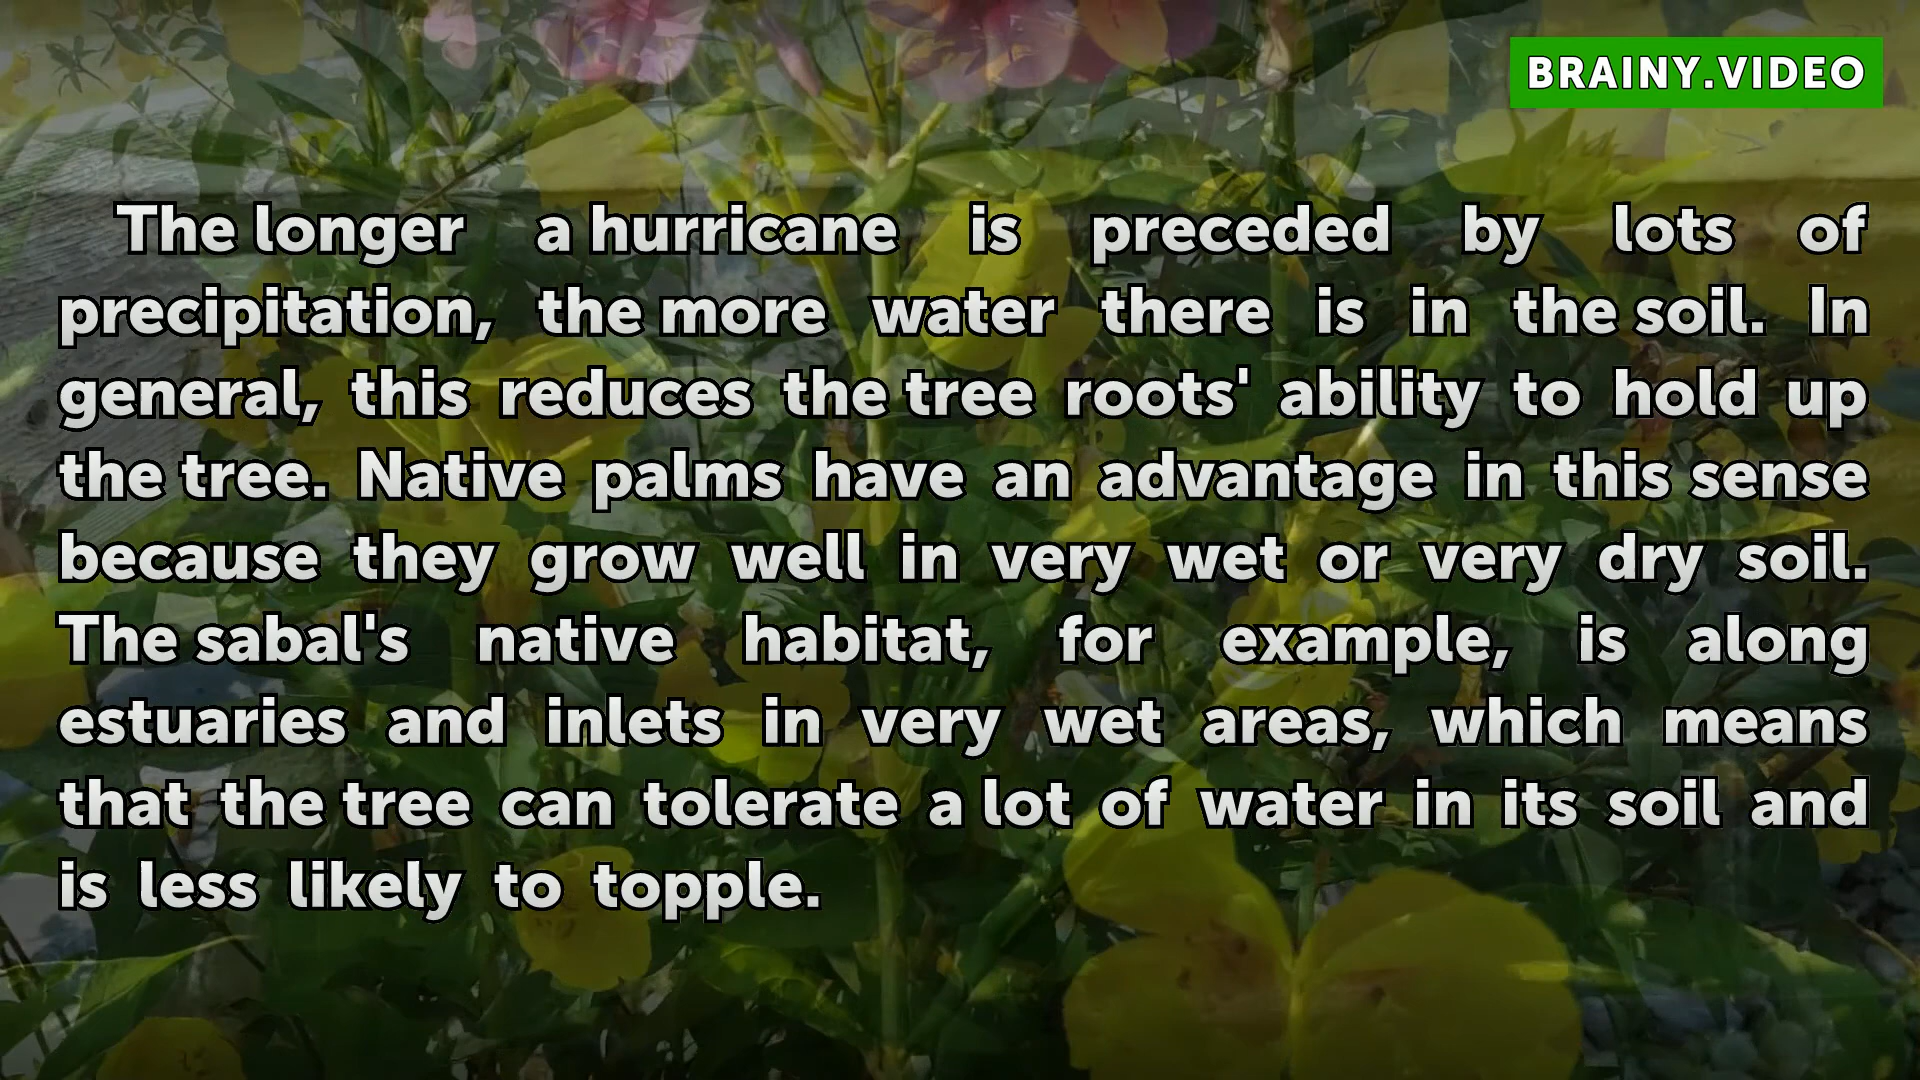 BRAINY.VIDEO
The longer a hurricane is preceded by lots of
precipitation, the more water there is in the soil. In
general, this reduces the tree roots' ability to hold up
the tree. Native palms have an advantage in this sense
because they grow well in very wet or very dry soil.
The sabal's native habitat, for example, is along
estuaries and inlets in very wet areas, which means
that the tree can tolerate a lot of water in its soil and
is less likely to topple.